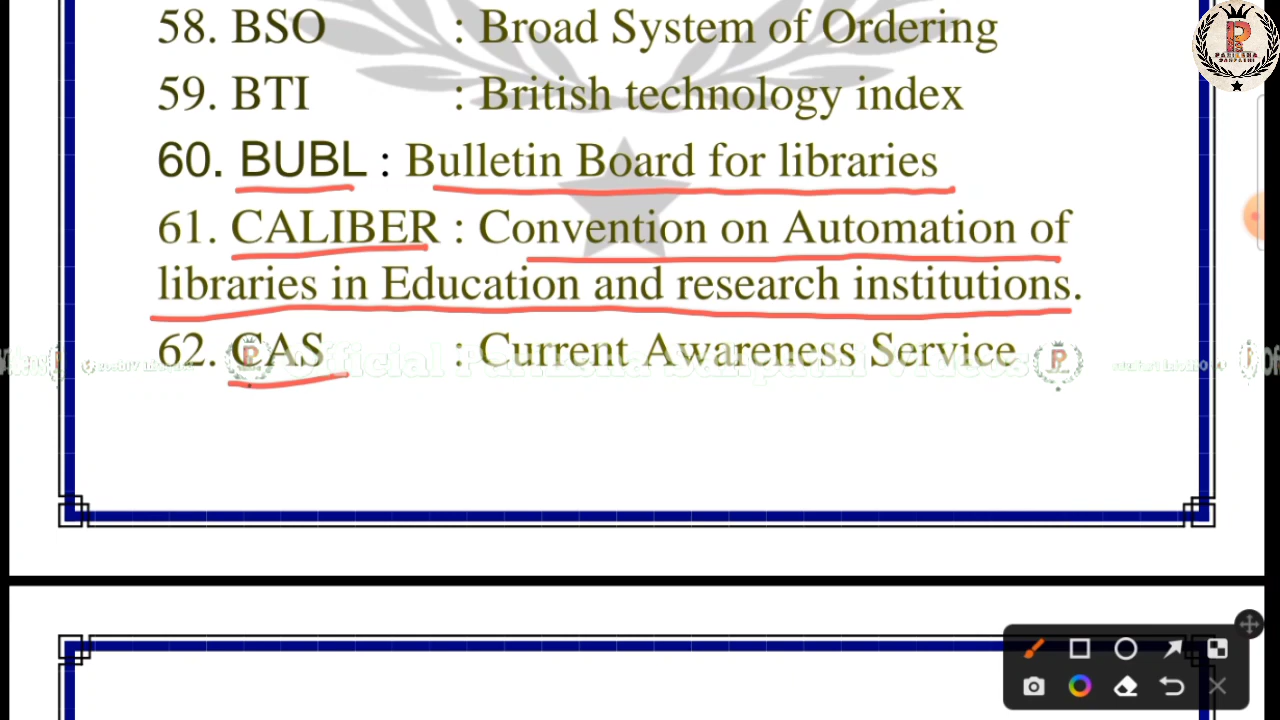 58. BSO : Broad System of Ordering
59. BTI : British technology index
60. BUBL : Bulletin Board for libraries
61. CALIBER : Convention on Automation of
libraries in Education and research institutions.
62. CAS : Current Awareness Service